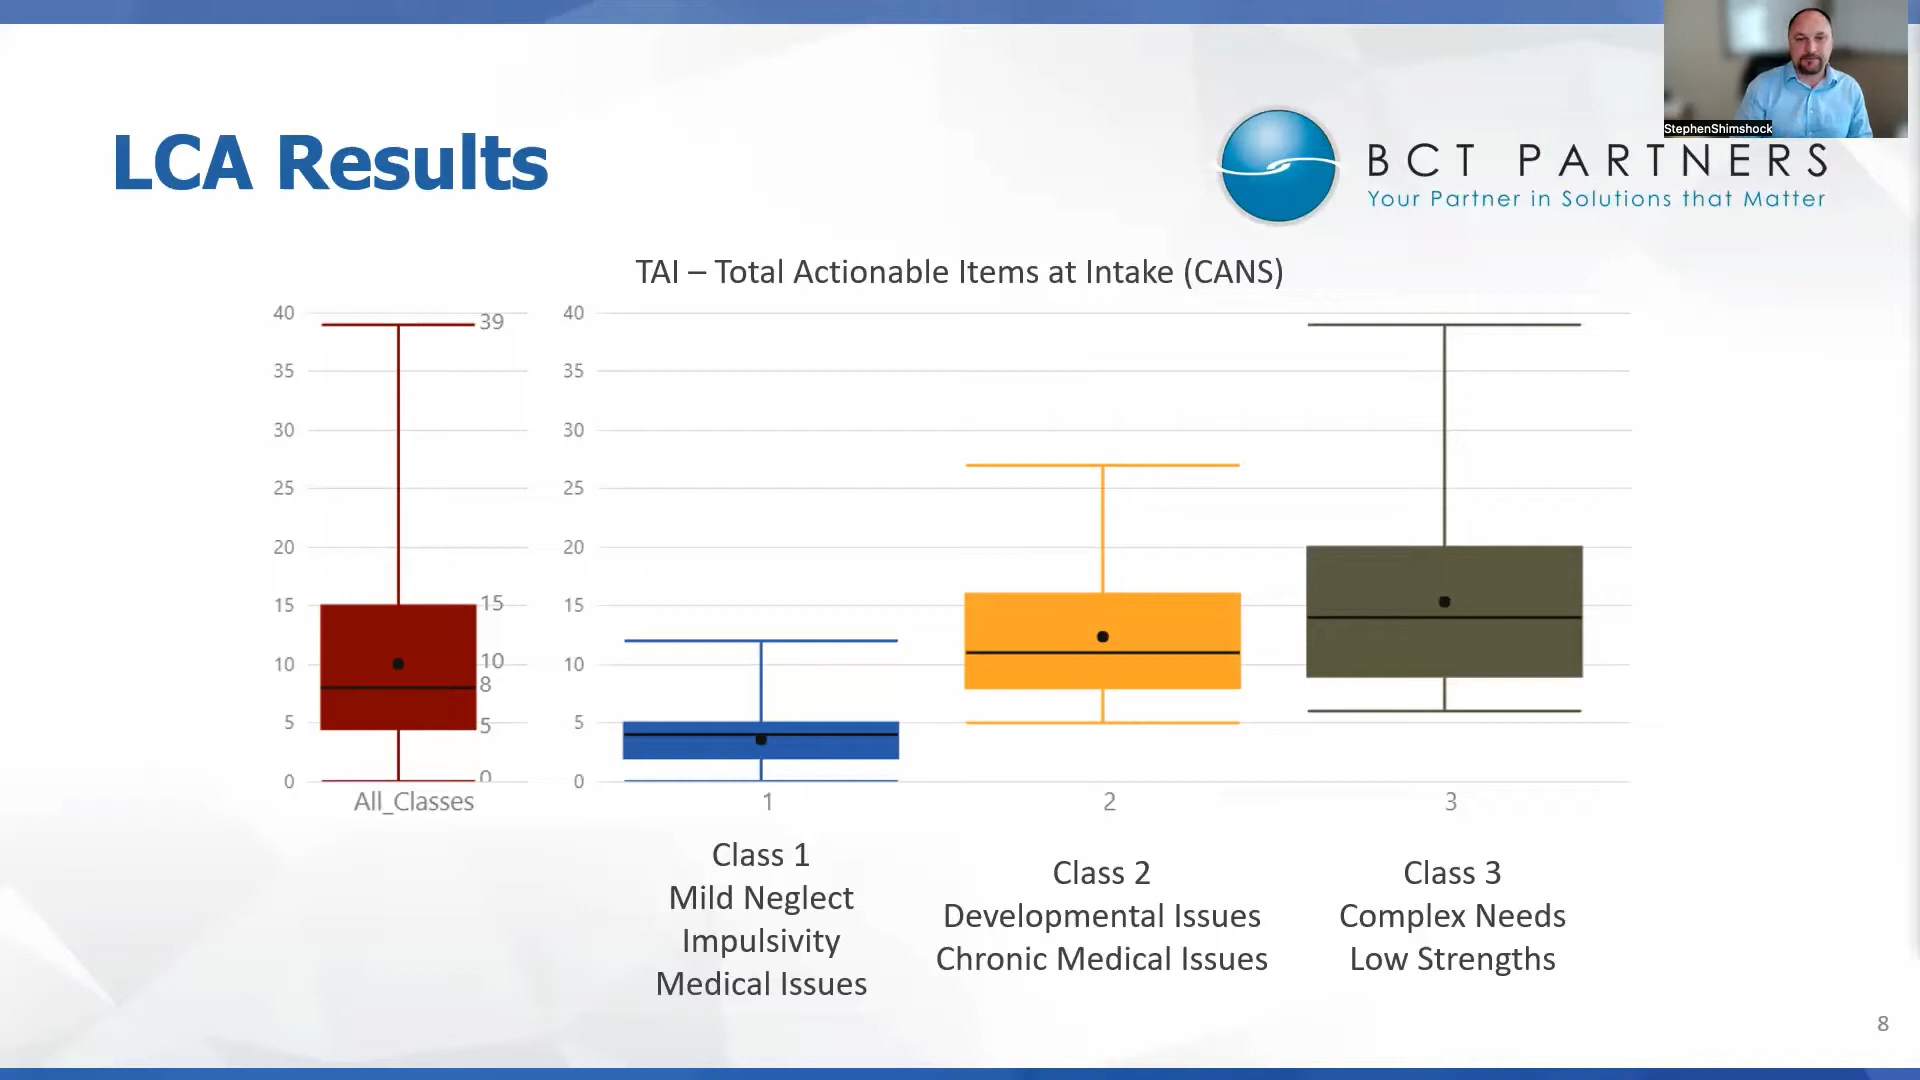 StephenShimshock
LCA Results
BCT PARTNERS
Your Partner in Solutions that Matter
TAI – Total Actionable Items at Intake (CANS)
40
35
30
25
20
15
10
5
0
39
15
10
8
5
0
All_Classes
40
35
30
25
20
15
10
5
0
1
2
3
Class 1
Mild Neglect
Impulsivity
Medical Issues
Class 2
Developmental Issues
Chronic Medical Issues
Class 3
Complex Needs
Low Strengths
8